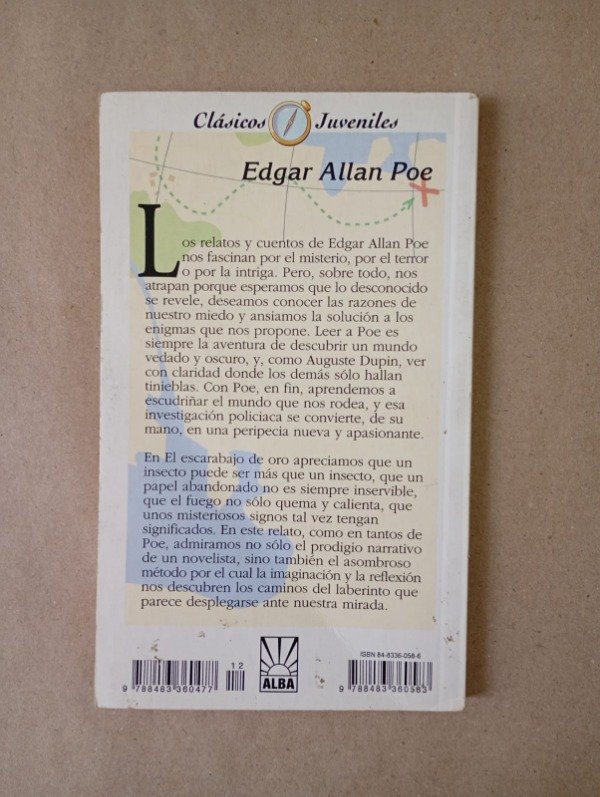 Clásicos Juveniles
Edgar Allan Poe
Los relatos y cuentos de Edgar Allan Poe
nos fascinan por el misterio, por el terror
o por la intriga. Pero, sobre todo, nos
atrapan porque esperamos que lo desconocido
se revele, deseamos conocer las razones de
nuestro miedo y ansiamos la solución a los
enigmas que nos propone. Leer a Poe es
siempre la aventura de descubrir un mundo
vedado y oscuro, y, como Auguste Dupin, ver
con claridad donde los demás sólo hallan
tinieblas. Con Poe, en fin, aprendemos a
escudriñar el mundo que nos rodea, y esa
investigación policiaca se convierte, de su
mano, en una peripecia nueva y apasionante.
En El escarabajo de oro apreciamos que un
insecto puede ser más que un insecto, que un
papel abandonado no es siempre inservible,
que el fuego no sólo quema y calienta, que
unos misteriosos signos tal vez tengan
significados. En este relato, como en tantos de
Poe, admiramos no sólo el prodigio narrativo
de un novelista, sino también el asombroso
método por el cual la imaginación y la reflexión
nos descubren los caminos del laberinto que
parece desplegarse ante nuestra mirada.
12
9 788483 360477
ALBA
ISBN 84-8336-058-6
9 788483 360583